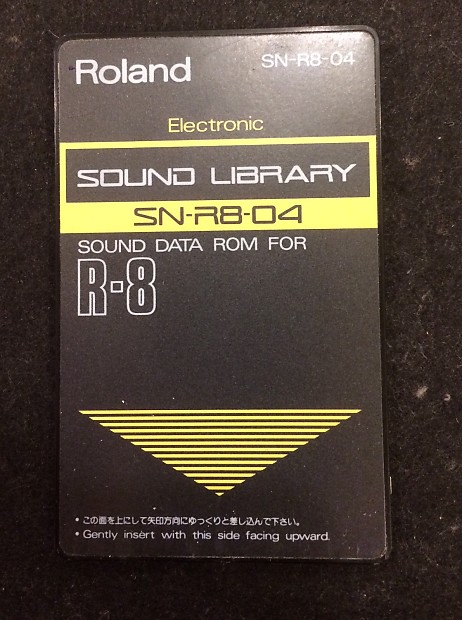 Roland SN-R8-04
Electronic
SOUND LIBRARY
SN-R8-04
SOUND DATA ROM FOR
R-8
• この面を上にして矢印方向にゆっくりと差し込んで下さい。
• Gently insert with this side facing upward.